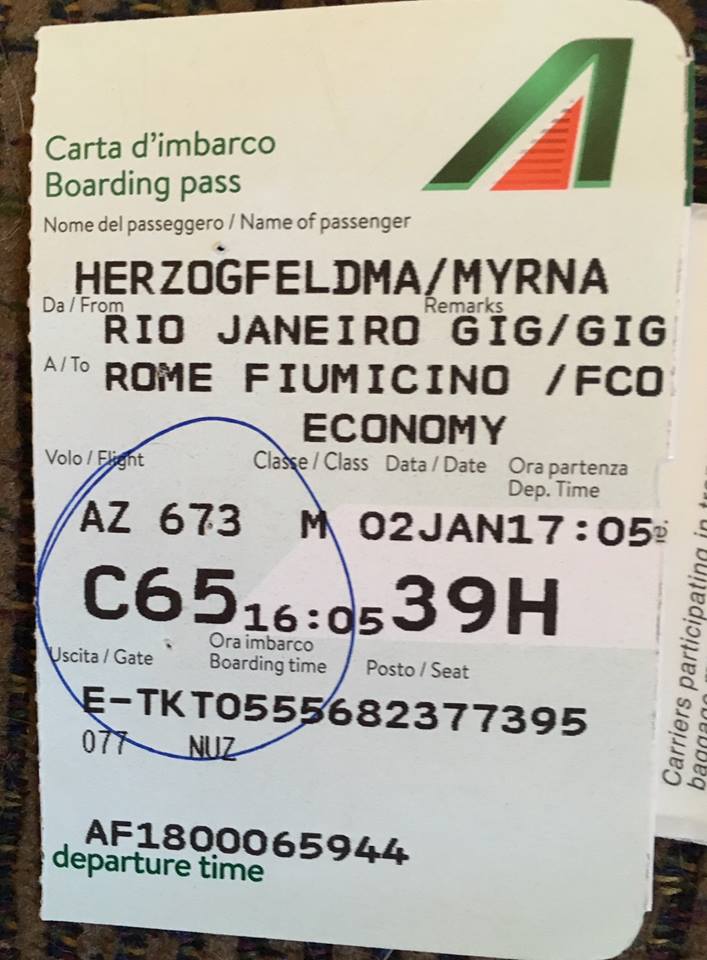 Carta d'imbarco
Boarding pass
Nome del passeggero / Name of passenger
HERZOGFELDMA/MYRNA
Da / From Remarks
RIO JANEIRO GIG/GIG
A / To ROME FIUMICINO /FCO
ECONOMY
Volo / Flight Classe / Class Data / Date Ora partenza
Dep. Time
AZ 673 M 02JAN17:05
C65 16:05 39H
Uscita / Gate Ora imbarco Posto / Seat
Boarding time
E-TKT0555682377395
077 NUZ
AF1800065944
departure time
Carriers participating in
baggage